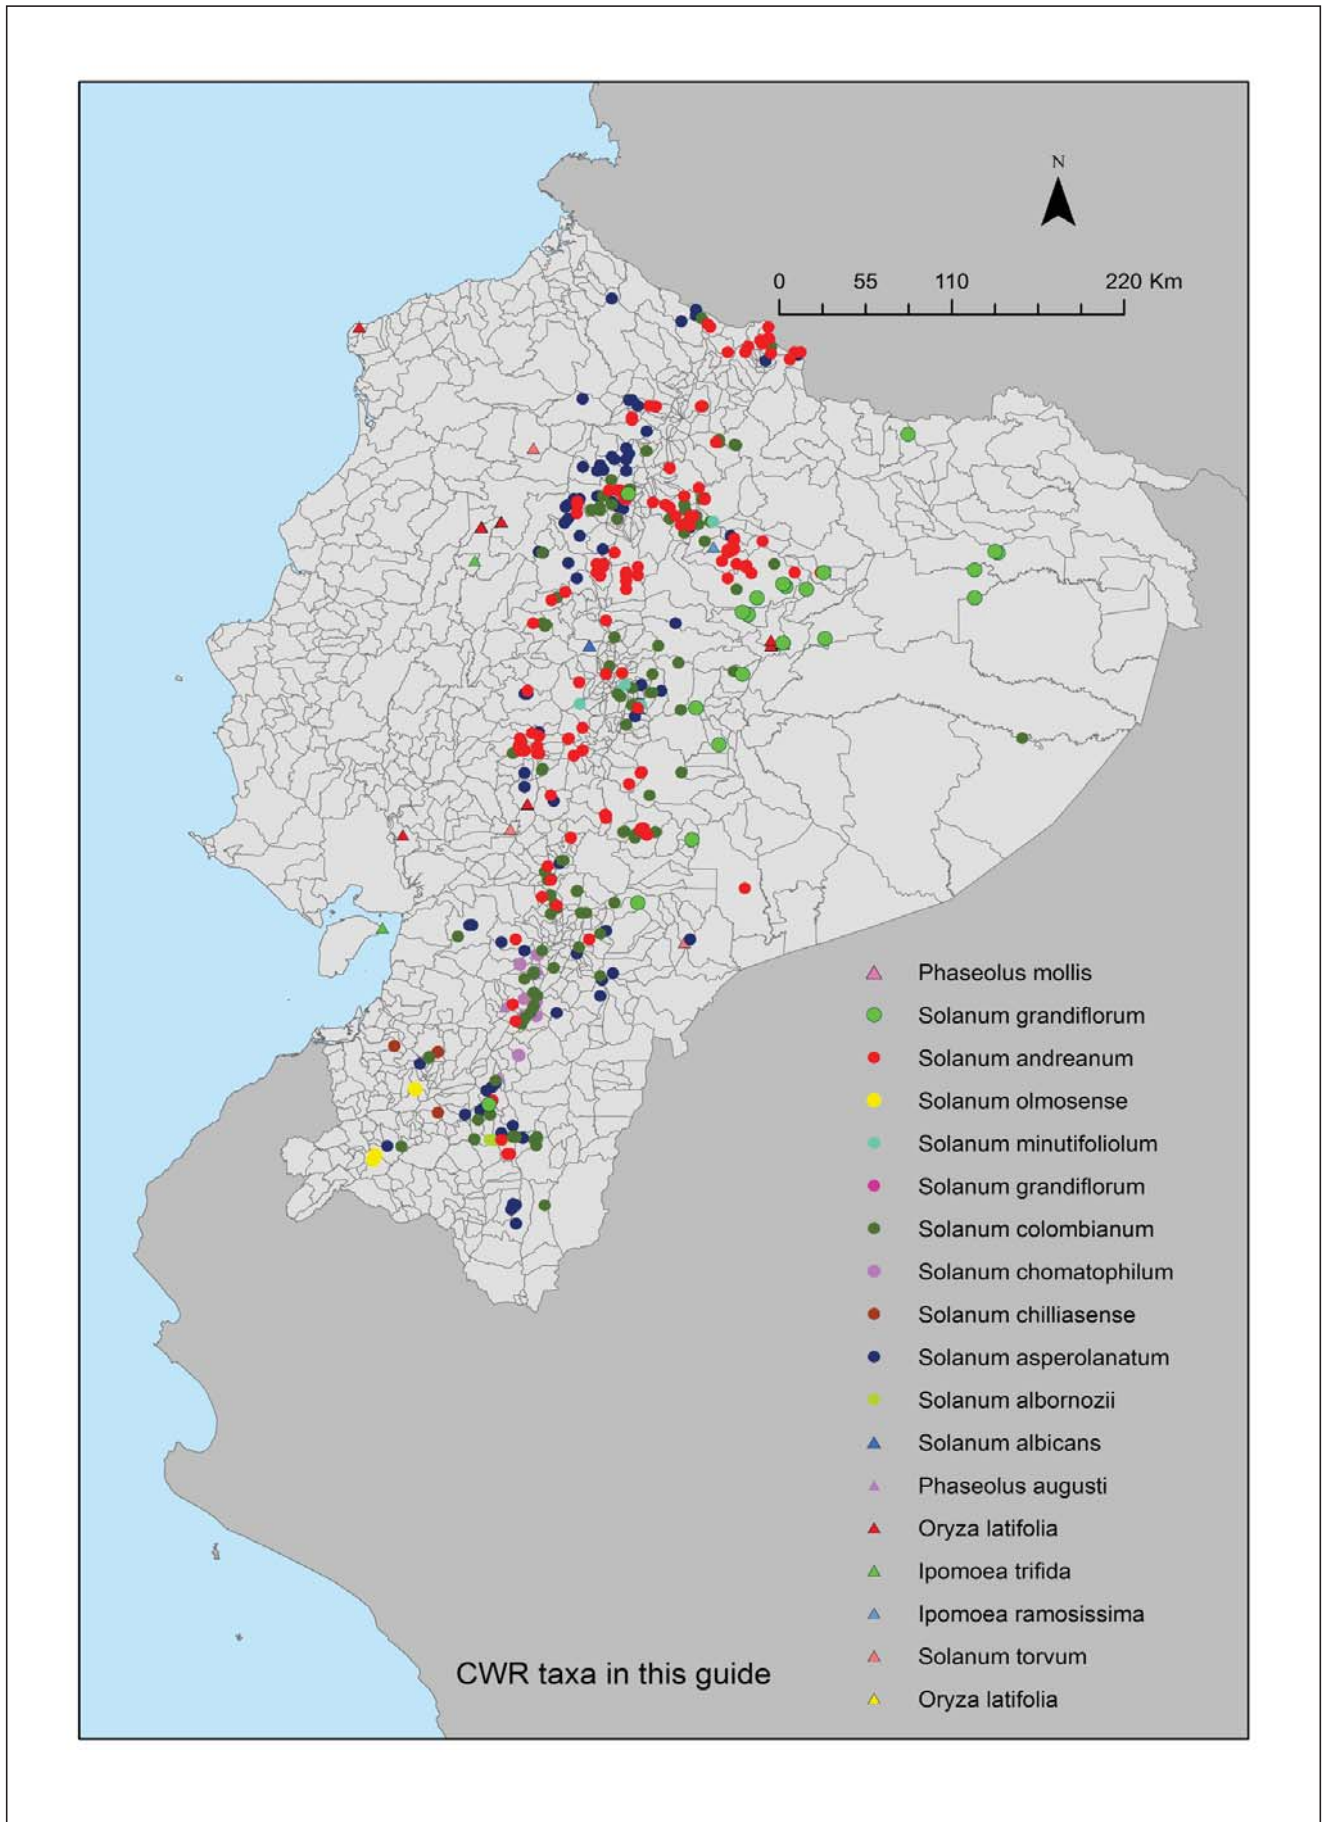 N
0 55 110 220 Km
Phaseolus mollis
Solanum grandiflorum
Solanum andreanum
Solanum olmosense
Solanum minutifoliolum
Solanum grandiflorum
Solanum colombianum
Solanum chomatophilum
Solanum chilliasense
Solanum asperolanatum
Solanum albornozii
Solanum albicans
Phaseolus augusti
Oryza latifolia
Ipomoea trifida
Ipomoea ramosissima
Solanum torvum
Oryza latifolia
CWR taxa in this guide